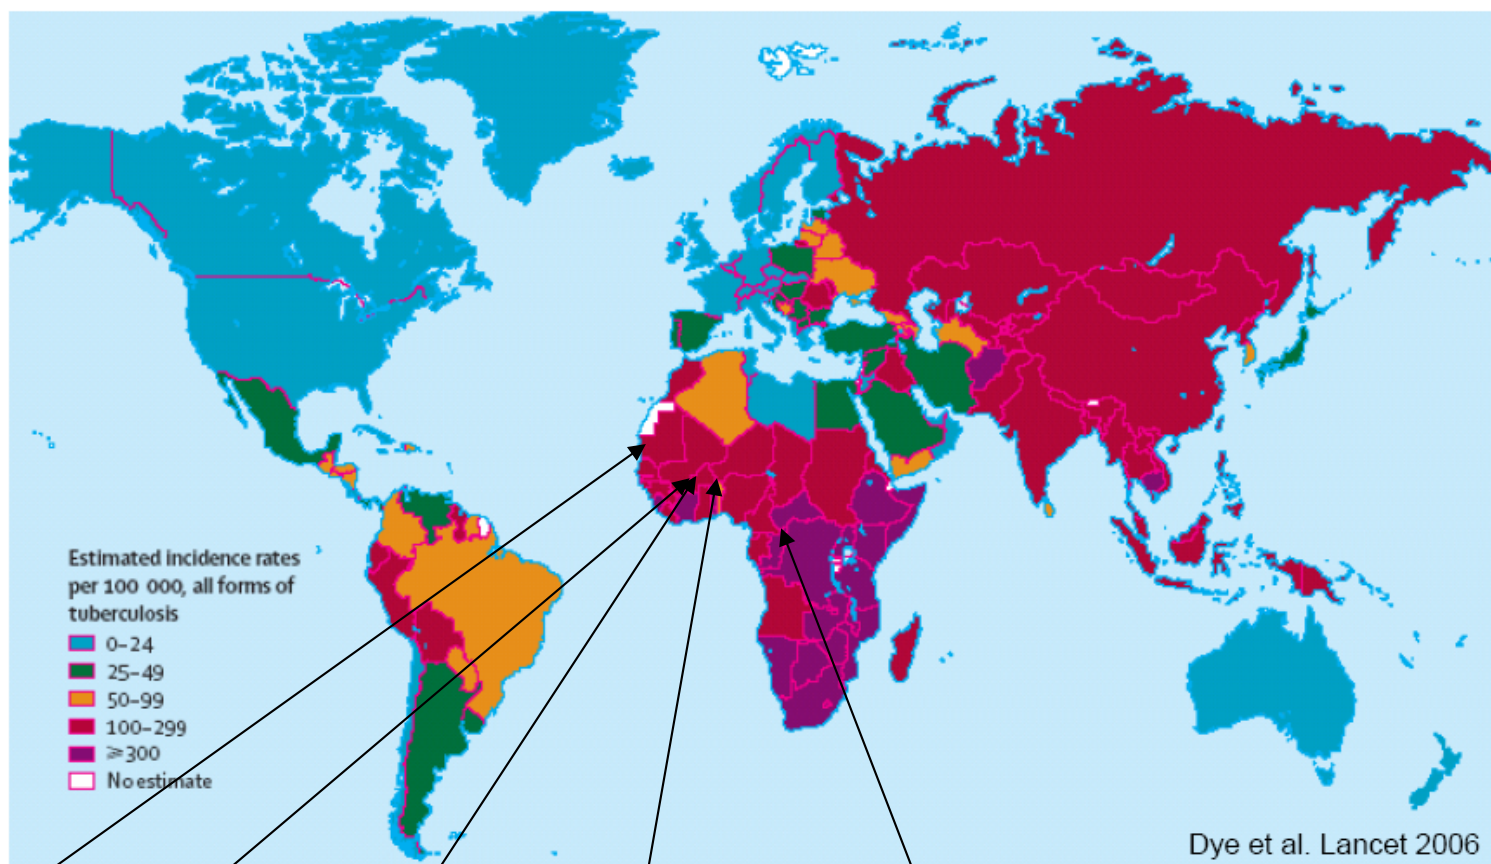 Estimated incidence rates
per 100 000, all forms of
tuberculosis
0–24
25–49
50–99
100–299
⩾300
No estimate
Dye et al. Lancet 2006